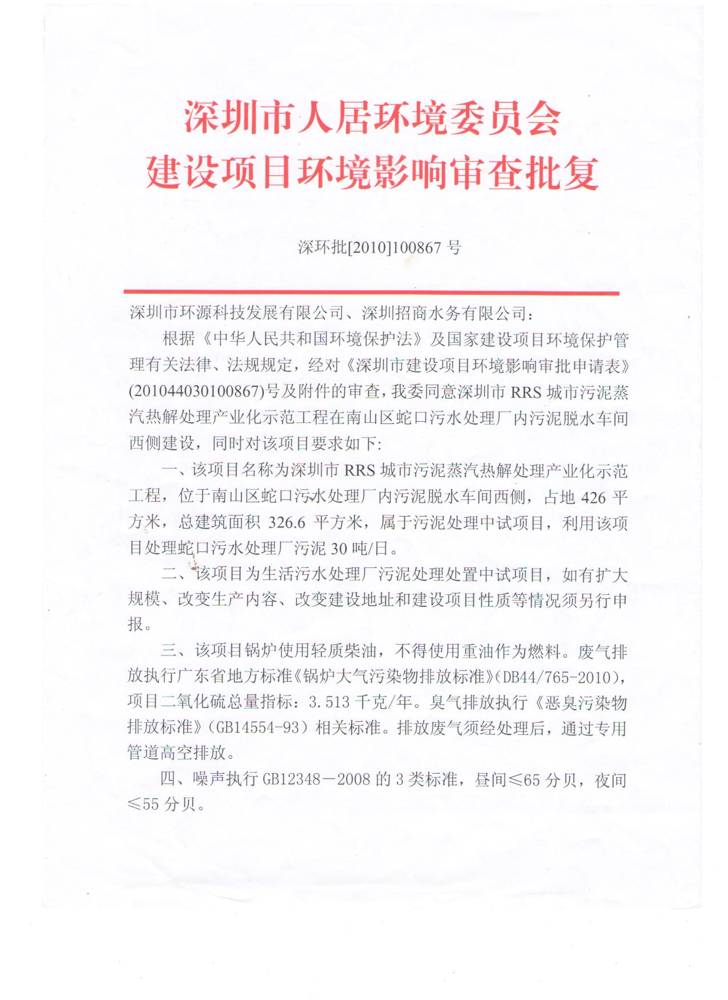 深圳市人居环境委员会
建设项目环境影响审查批复
深环批[2010]100867 号
深圳市环源科技发展有限公司、深圳招商水务有限公司：
根据《中华人民共和国环境保护法》及国家建设项目环境保护管
理有关法律、法规规定，经对《深圳市建设项目环境影响审批申请表》
(201044030100867)号及附件的审查，我委同意深圳市 RRS 城市污泥蒸
汽热解处理产业化示范工程在南山区蛇口污水处理厂内污泥脱水车间
西侧建设，同时对该项目要求如下：
一、该项目名称为深圳市 RRS 城市污泥蒸汽热解处理产业化示范
工程，位于南山区蛇口污水处理厂内污泥脱水车间西侧，占地 426 平
方米，总建筑面积 326.6 平方米，属于污泥处理中试项目，利用该项
目处理蛇口污水处理厂污泥 30 吨/日。
二、该项目为生活污水处理厂污泥处理处置中试项目，如有扩大
规模、改变生产内容、改变建设地址和建设项目性质等情况须另行申
报。
三、该项目锅炉使用轻质柴油，不得使用重油作为燃料。废气排
放执行广东省地方标准《锅炉大气污染物排放标准》（DB44/765-2010），
项目二氧化硫总量指标：3.513 千克/年。臭气排放执行《恶臭污染物
排放标准》（GB14554-93）相关标准。排放废气须经处理后，通过专用
管道高空排放。
四、噪声执行 GB12348－2008 的 3 类标准，昼间≤65 分贝，夜间
≤55 分贝。